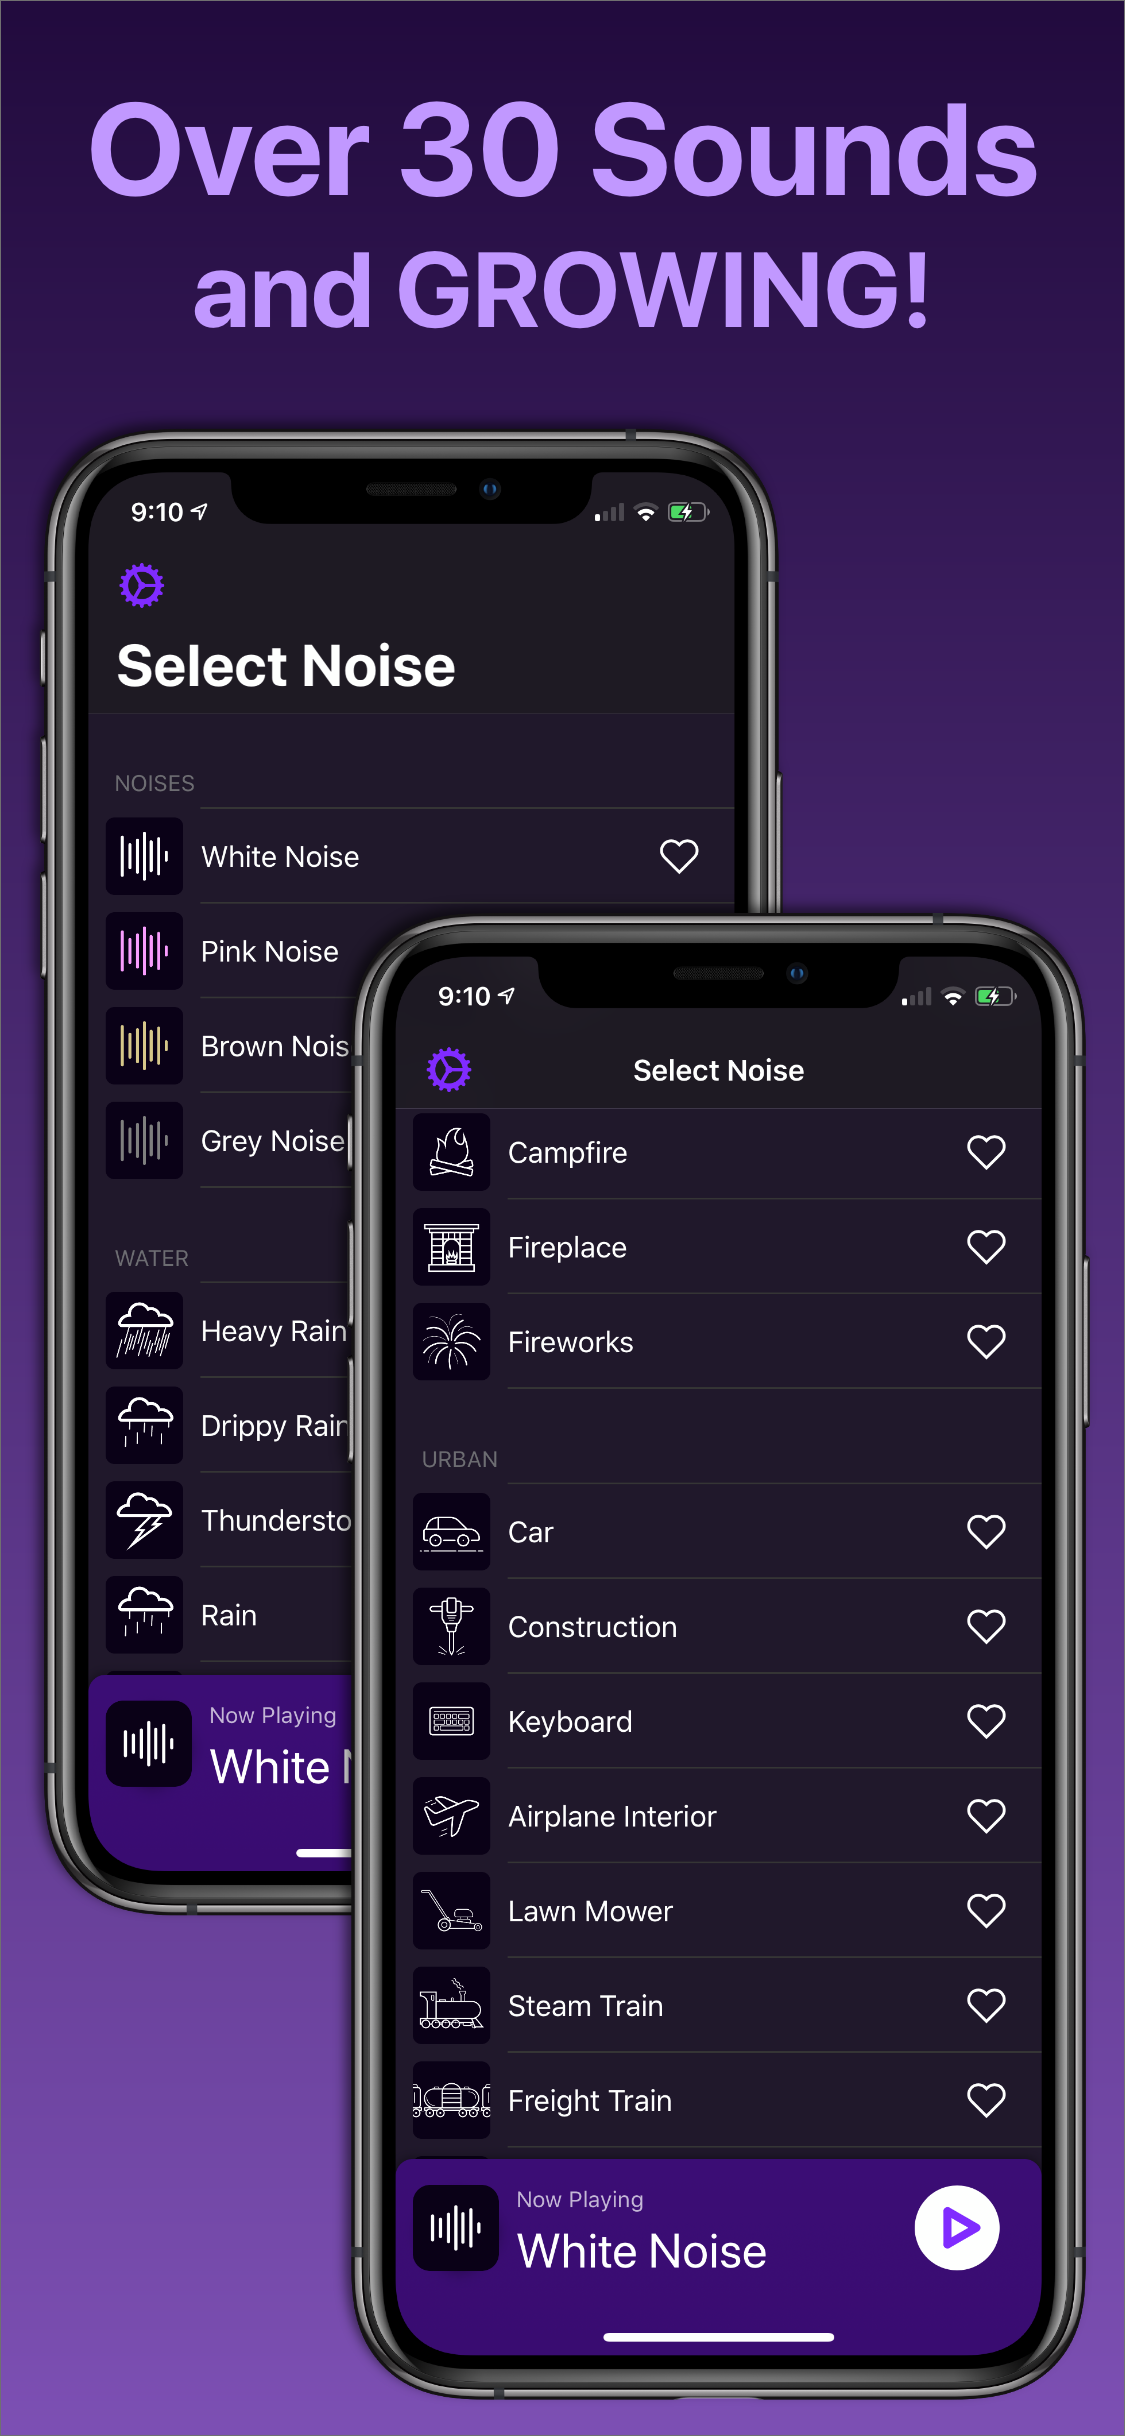 Over 30 Sounds
and GROWING!
9:10
Select Noise
NOISES
White Noise
Pink Noise
Brown Nois
Grey Noise
WATER
Heavy Rain
Drippy Rain
Thundersto
Rain
Now Playing
White N
9:10
Select Noise
Campfire
Fireplace
Fireworks
URBAN
Car
Construction
Keyboard
Airplane Interior
Lawn Mower
Steam Train
Freight Train
Now Playing
White Noise